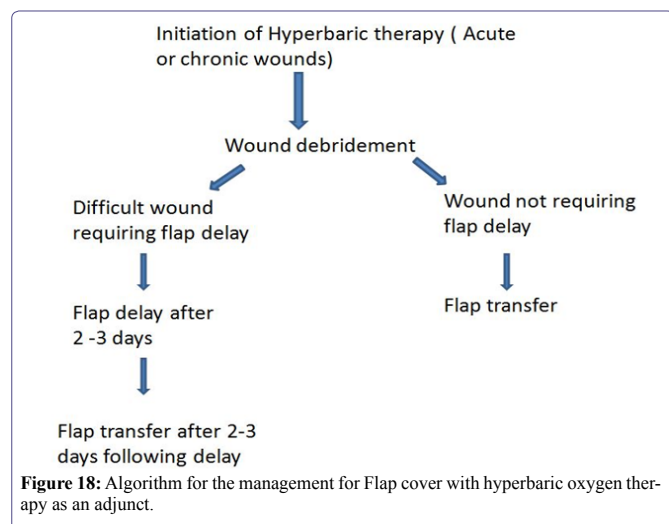 Initiation of Hyperbaric therapy ( Acute
or chronic wounds)
Wound debridement
Difficult wound
requiring flap delay
Wound not requiring
flap delay
Flap delay after
2 -3 days
Flap transfer
Flap transfer after 2-3
days following delay
Figure 18: Algorithm for the management for Flap cover with hyperbaric oxygen ther-
apy as an adjunct.